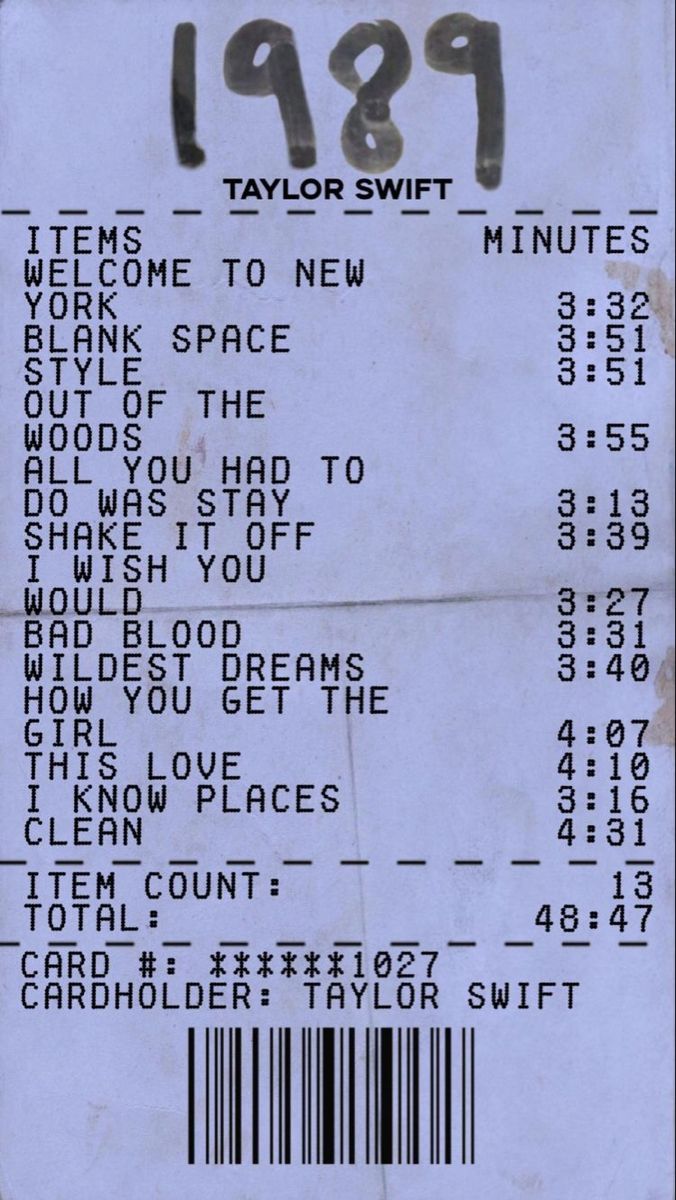 1989
TAYLOR SWIFT
ITEMS MINUTES
WELCOME TO NEW
YORK 3:32
BLANK SPACE 3:51
STYLE 3:51
OUT OF THE
WOODS 3:55
ALL YOU HAD TO
DO WAS STAY 3:13
SHAKE IT OFF 3:39
I WISH YOU
WOULD 3:27
BAD BLOOD 3:31
WILDEST DREAMS 3:40
HOW YOU GET THE
GIRL 4:07
THIS LOVE 4:10
I KNOW PLACES 3:16
CLEAN 4:31
ITEM COUNT: 13
TOTAL: 48:47
CARD #: ******1027
CARDHOLDER: TAYLOR SWIFT